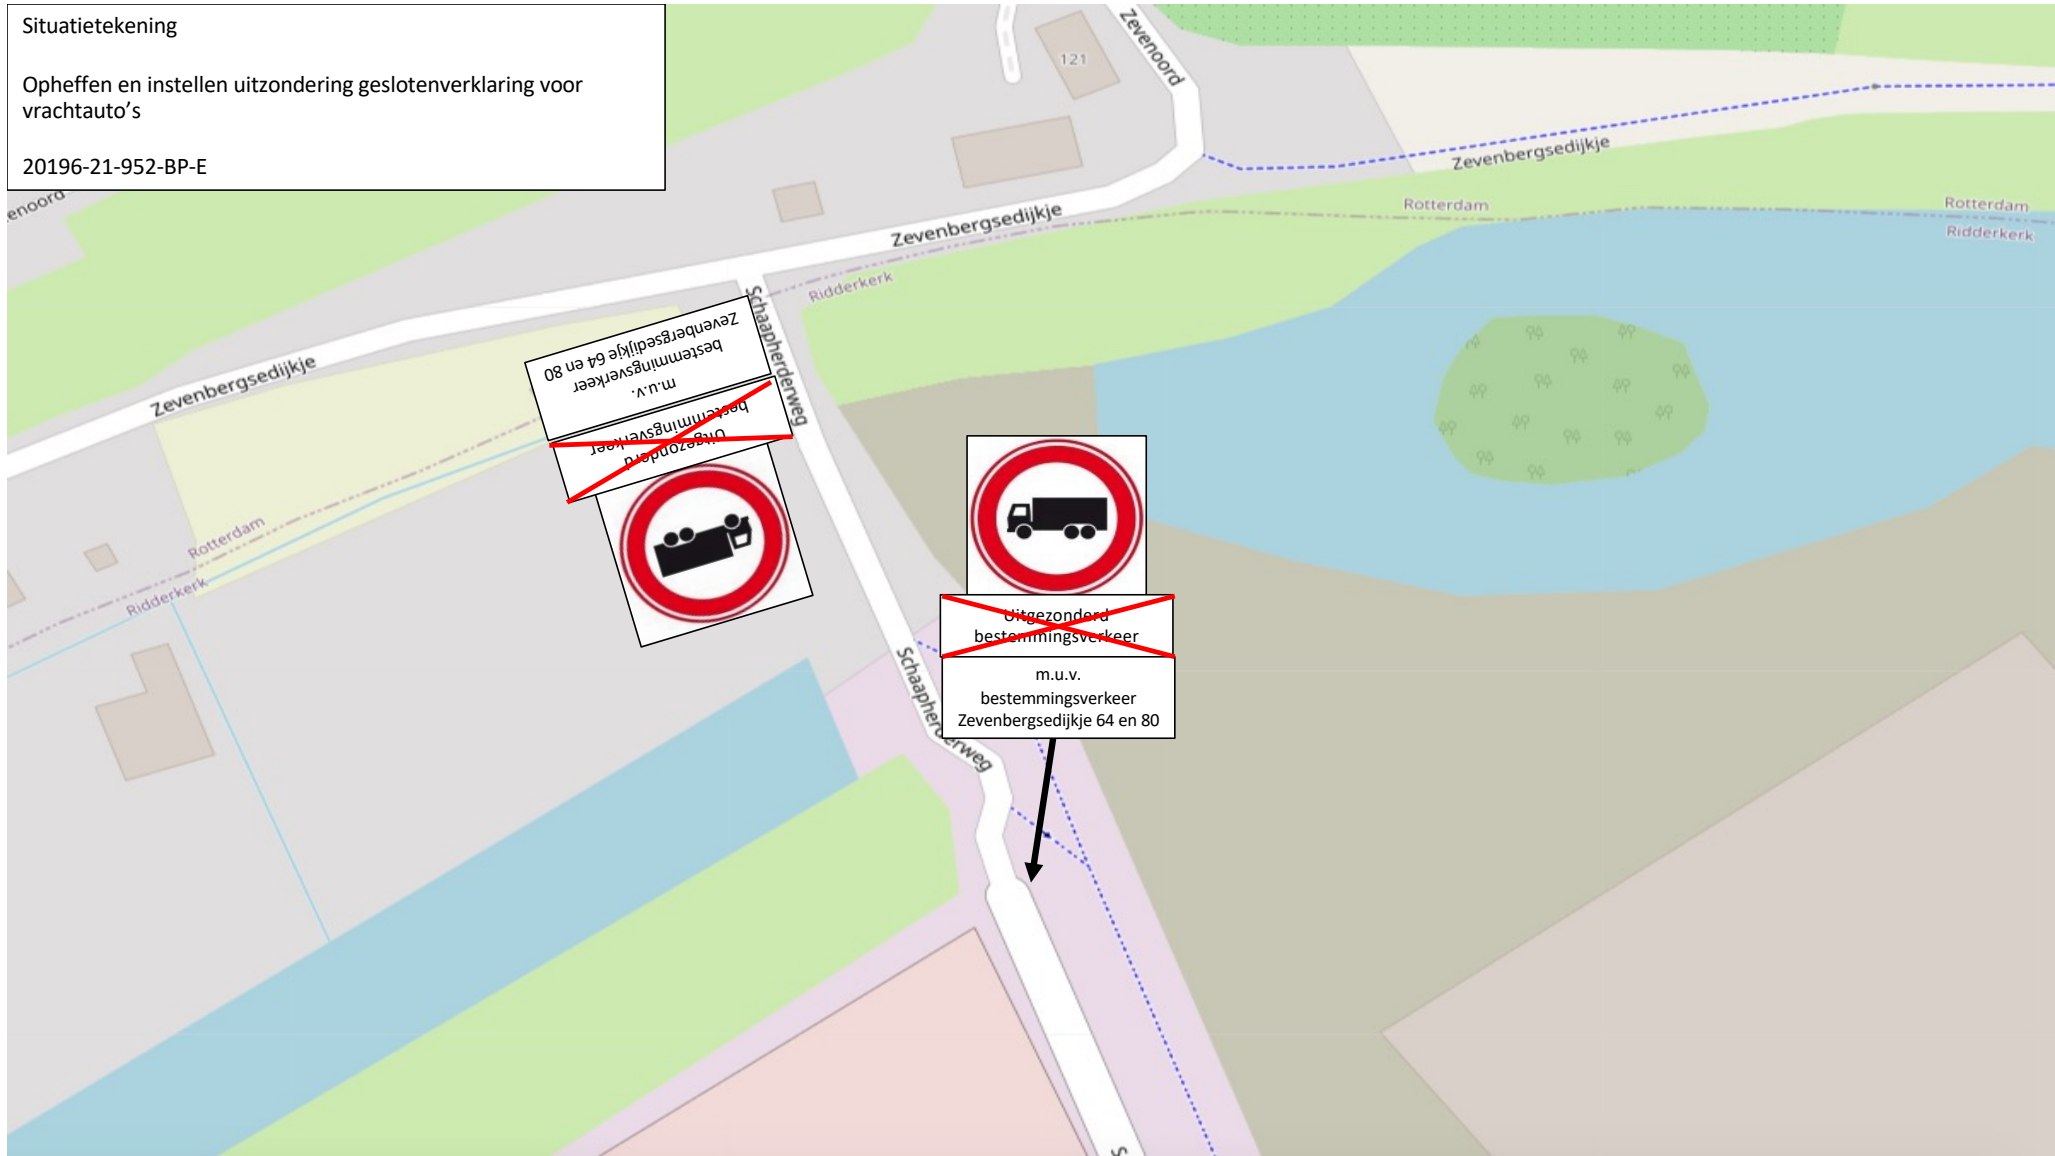 Situatietekening
Opheffen en instellen uitzondering geslotenverklaring voor
vrachtauto's
20196-21-952-BP-E
enoord
Zevenoord
121
Zevenbergsedijkje
Rotterdam
Rotterdam
Ridderkerk
Zevenbergsedijkje
Ridderkerk
Zevenbergsedijkje
Schaapherderweg
Uitgezonderd
bestemmingsverkeer
m.u.v.
bestemmingsverkeer
Zevenbergsedijkje 64 en 80
Rotterdam
Ridderkerk
Uitgezonderd
bestemmingsverkeer
m.u.v.
bestemmingsverkeer
Zevenbergsedijkje 64 en 80
Schaapherderweg
S